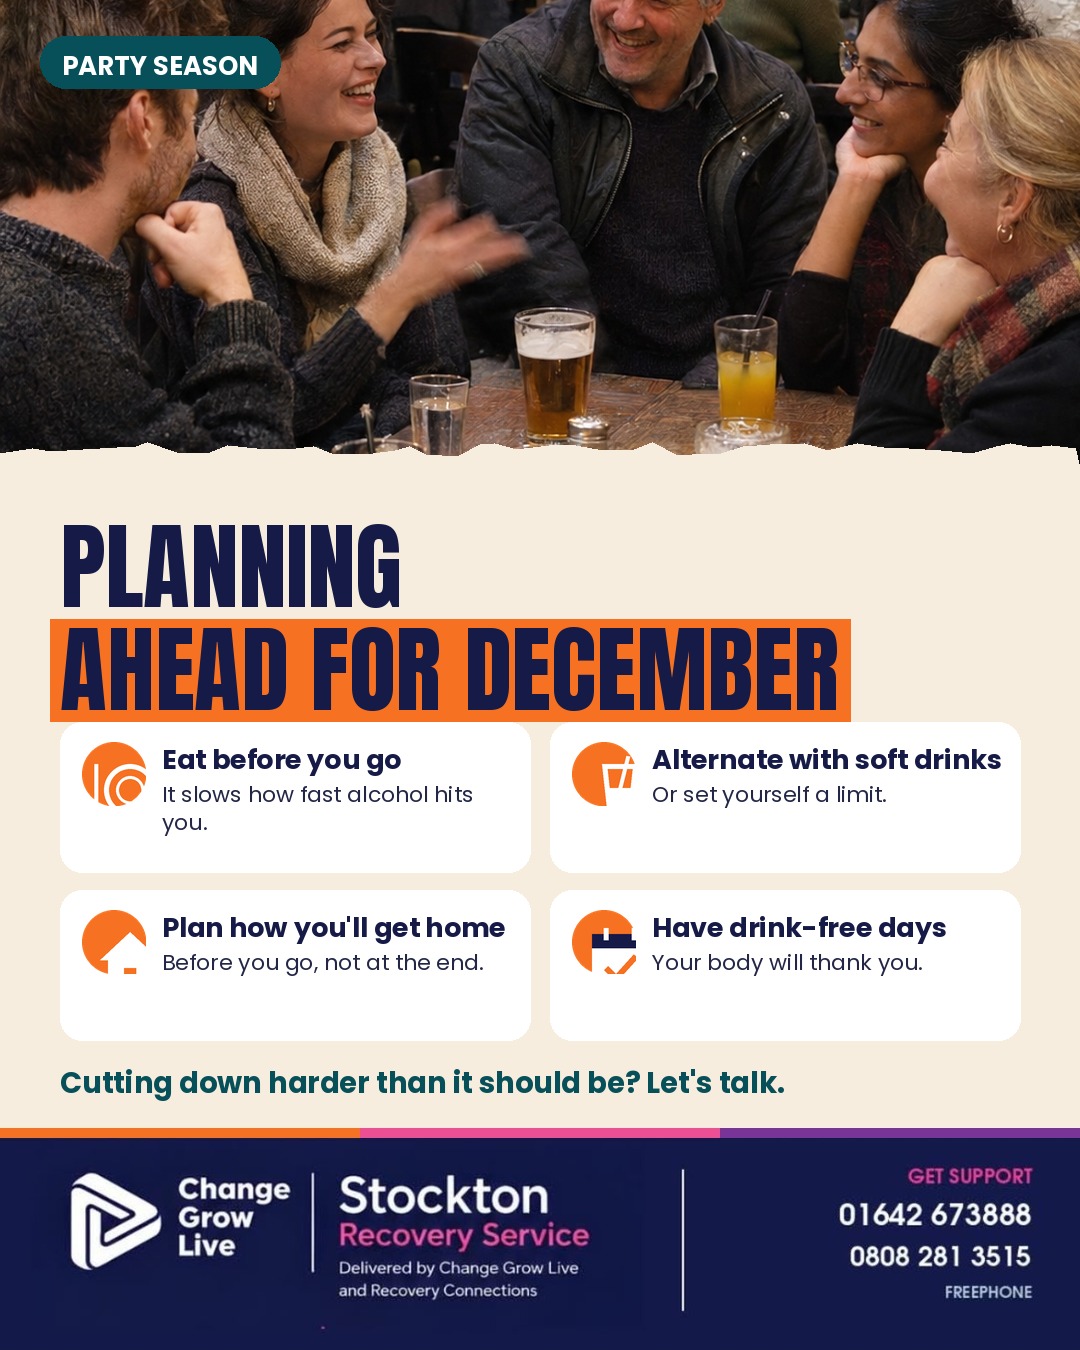 PARTY SEASON
PLANNING
AHEAD FOR DECEMBER
Eat before you go
It slows how fast alcohol hits
you.
Alternate with soft drinks
Or set yourself a limit.
Plan how you'll get home
Before you go, not at the end.
Have drink-free days
Your body will thank you.
Cutting down harder than it should be? Let's talk.
Change
Grow
Live
Stockton
Recovery Service
Delivered by Change Grow Live
and Recovery Connections
GET SUPPORT
01642 673888
0808 281 3515
FREEPHONE